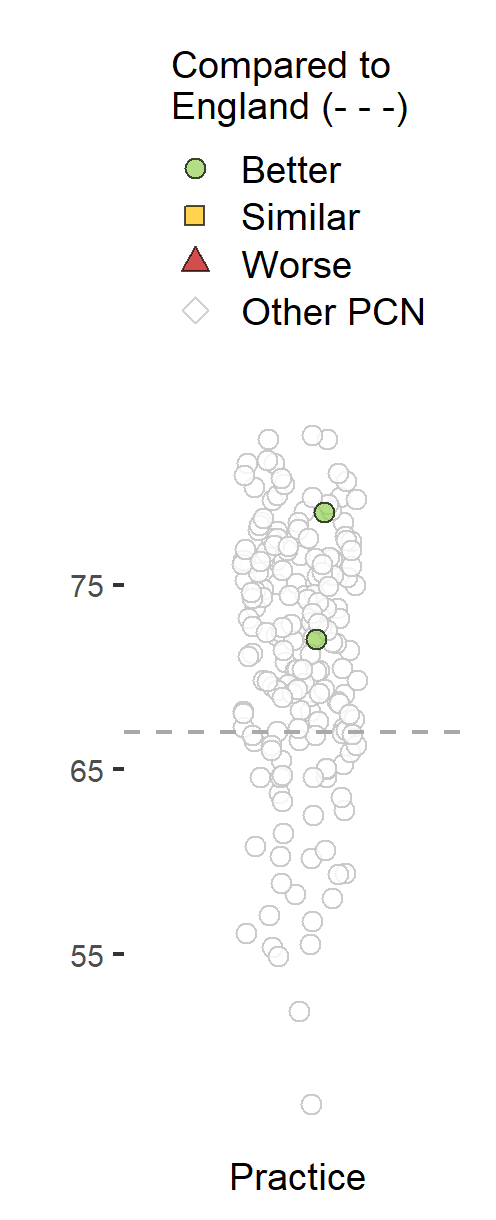 Compared to
England (- - -)
Better
Similar
Worse
Other PCN
75
65
55
Practice